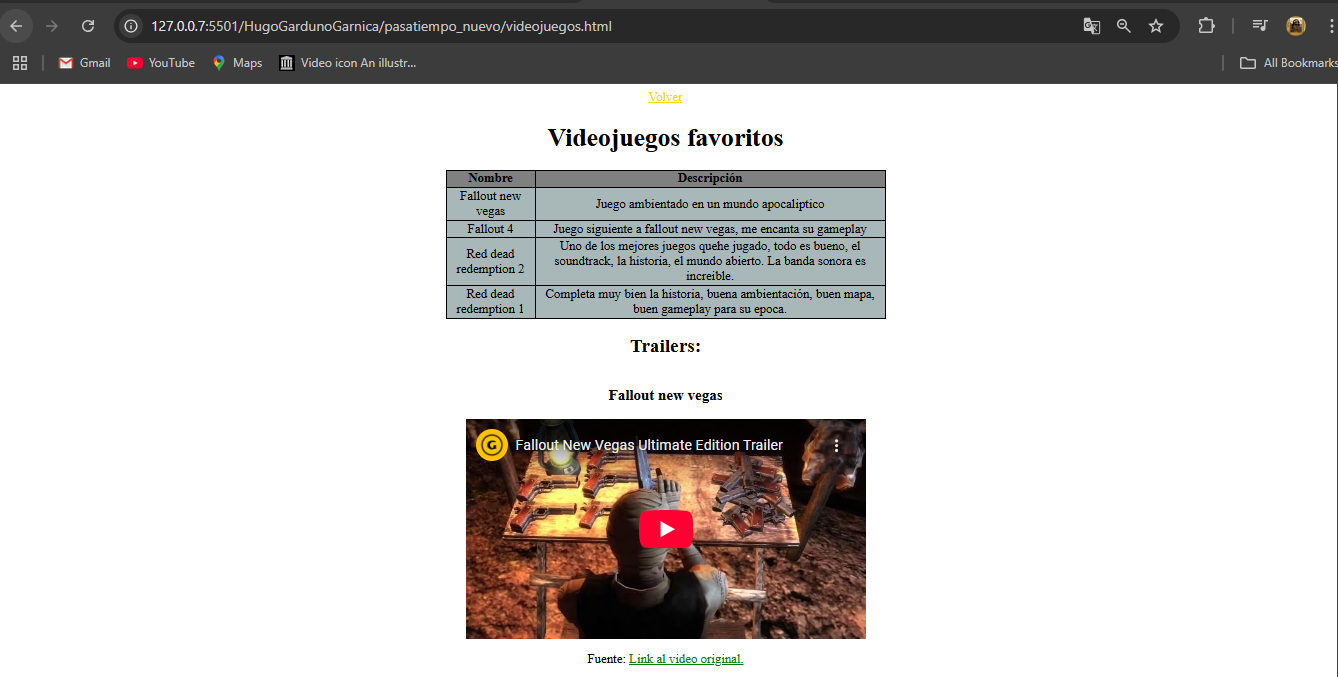 127.0.0.7:5501/HugoGardunoGarnica/pasatiempo_nuevo/videojuegos.html
Gmail
YouTube
Maps
Video icon An illustr...
All Bookmarks
Volver
Videojuegos favoritos
Nombre
Descripción
Fallout new
vegas
Juego ambientado en un mundo apocaliptico
Fallout 4
Juego siguiente a fallout new vegas, me encanta su gameplay
Red dead
redemption 2
Uno de los mejores juegos quehe jugado, todo es bueno, el
soundtrack, la historia, el mundo abierto. La banda sonora es
increible.
Red dead
redemption 1
Completa muy bien la historia, buena ambientación, buen mapa,
buen gameplay para su epoca.
Trailers:
Fallout new vegas
G
Fallout New Vegas Ultimate Edition Trailer
Fuente: Link al video original.